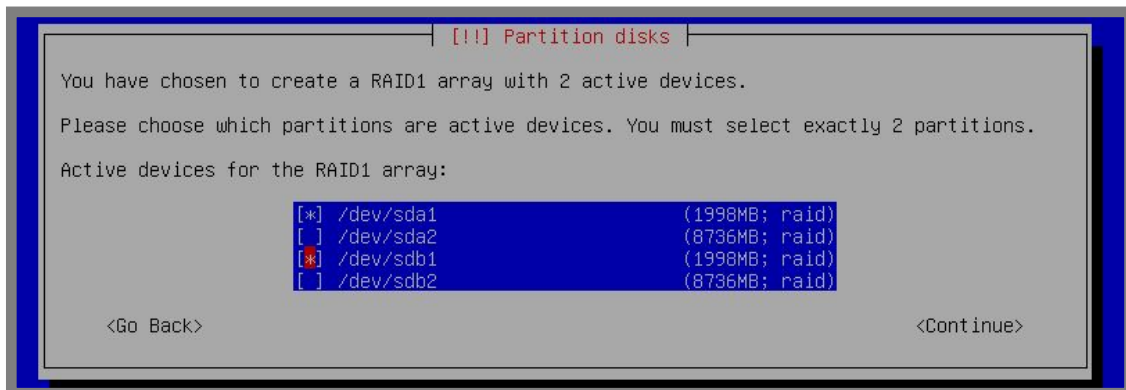 [!!] Partition disks
You have chosen to create a RAID1 array with 2 active devices.
Please choose which partitions are active devices. You must select exactly 2 partitions.
Active devices for the RAID1 array:
[*] /dev/sda1 (1998MB; raid)
[ ] /dev/sda2 (8736MB; raid)
[*] /dev/sdb1 (1998MB; raid)
[ ] /dev/sdb2 (8736MB; raid)
<Go Back> <Continue>